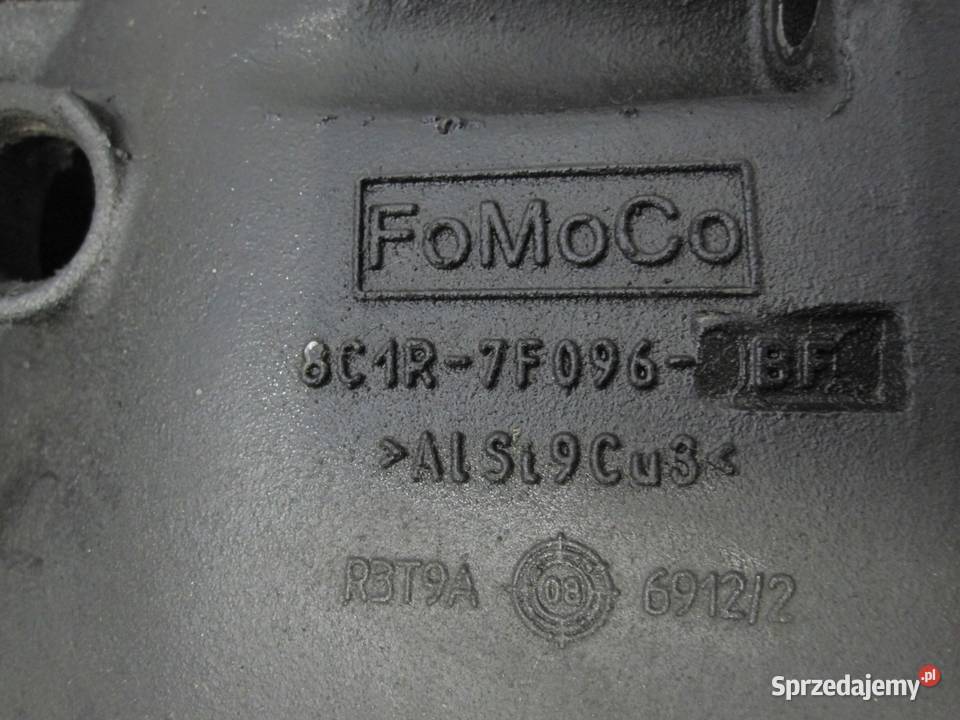 FoMoCo
8C1R-7F096-BF
>AlSi9Cu3<
R3T9A 08 6912/2
Sprzedajemy.pl